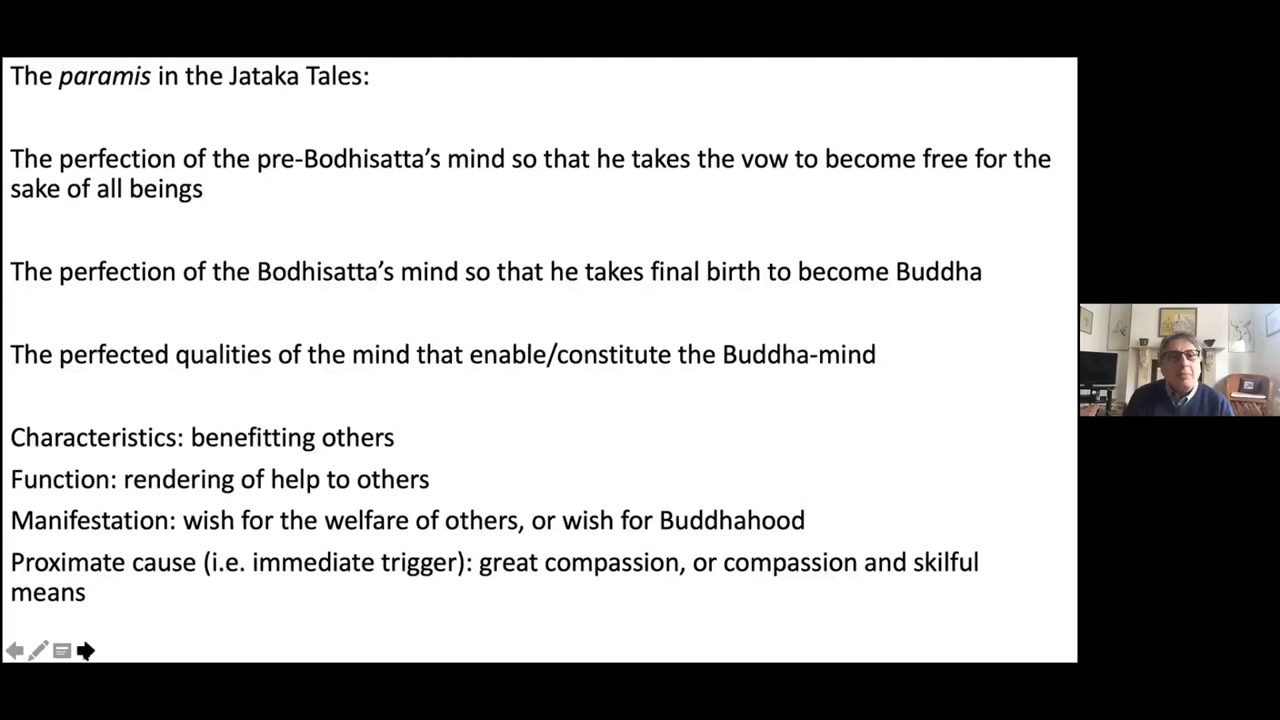 The paramis in the Jataka Tales:
The perfection of the pre-Bodhisatta’s mind so that he takes the vow to become free for the
sake of all beings
The perfection of the Bodhisatta’s mind so that he takes final birth to become Buddha
The perfected qualities of the mind that enable/constitute the Buddha-mind
Characteristics: benefitting others
Function: rendering of help to others
Manifestation: wish for the welfare of others, or wish for Buddhahood
Proximate cause (i.e. immediate trigger): great compassion, or compassion and skilful
means